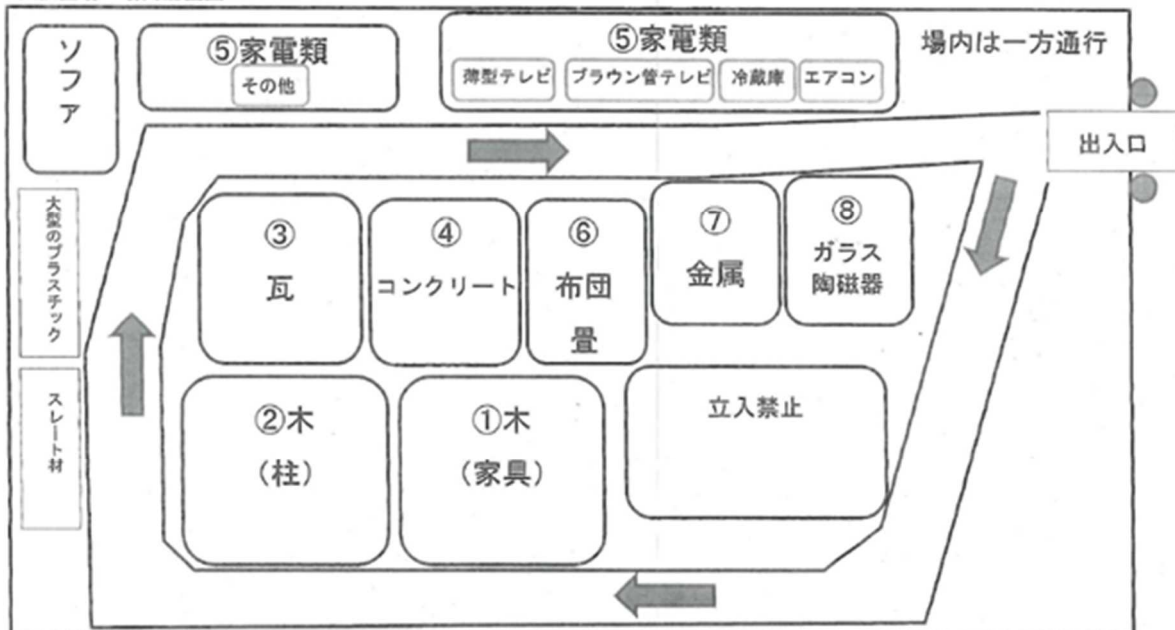 ソファ
⑤家電類
その他
⑤家電類
薄型テレビ
ブラウン管テレビ
冷蔵庫
エアコン
場内は一方通行
出入口
大型のプラスチック
スレート材
③
瓦
④
コンクリート
⑥
布団
畳
⑦
金属
⑧
ガラス
陶磁器
②木
(柱)
①木
(家具)
立入禁止